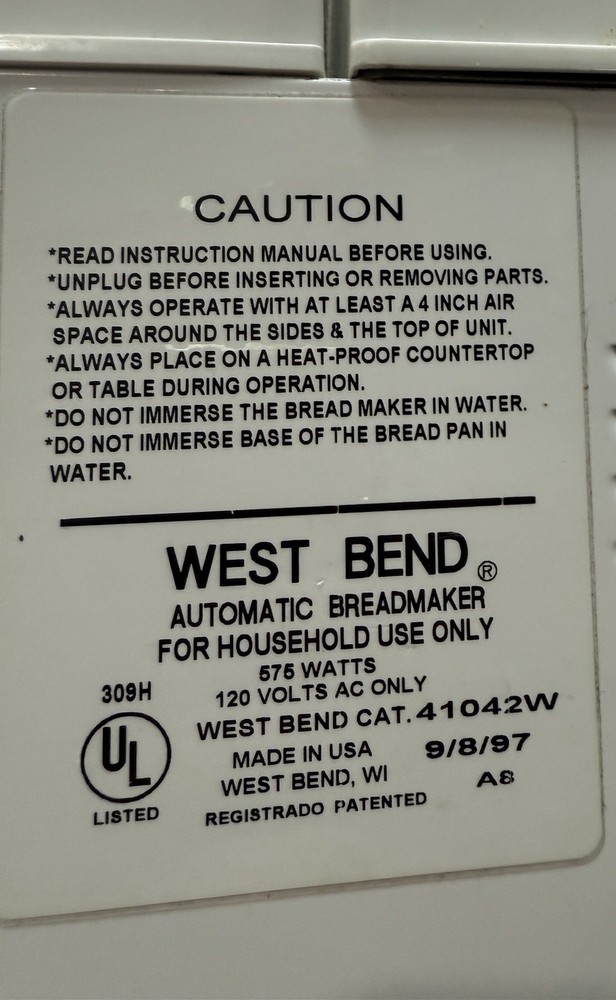 CAUTION
*READ INSTRUCTION MANUAL BEFORE USING.
*UNPLUG BEFORE INSERTING OR REMOVING PARTS.
*ALWAYS OPERATE WITH AT LEAST A 4 INCH AIR
SPACE AROUND THE SIDES & THE TOP OF UNIT.
*ALWAYS PLACE ON A HEAT-PROOF COUNTERTOP
OR TABLE DURING OPERATION.
*DO NOT IMMERSE THE BREAD MAKER IN WATER.
*DO NOT IMMERSE BASE OF THE BREAD PAN IN
WATER.
WEST BEND ®
AUTOMATIC BREADMAKER
FOR HOUSEHOLD USE ONLY
575 WATTS
309H 120 VOLTS AC ONLY
WEST BEND CAT. 41042W
UL MADE IN USA 9/8/97
WEST BEND, WI A8
LISTED REGISTRADO PATENTED